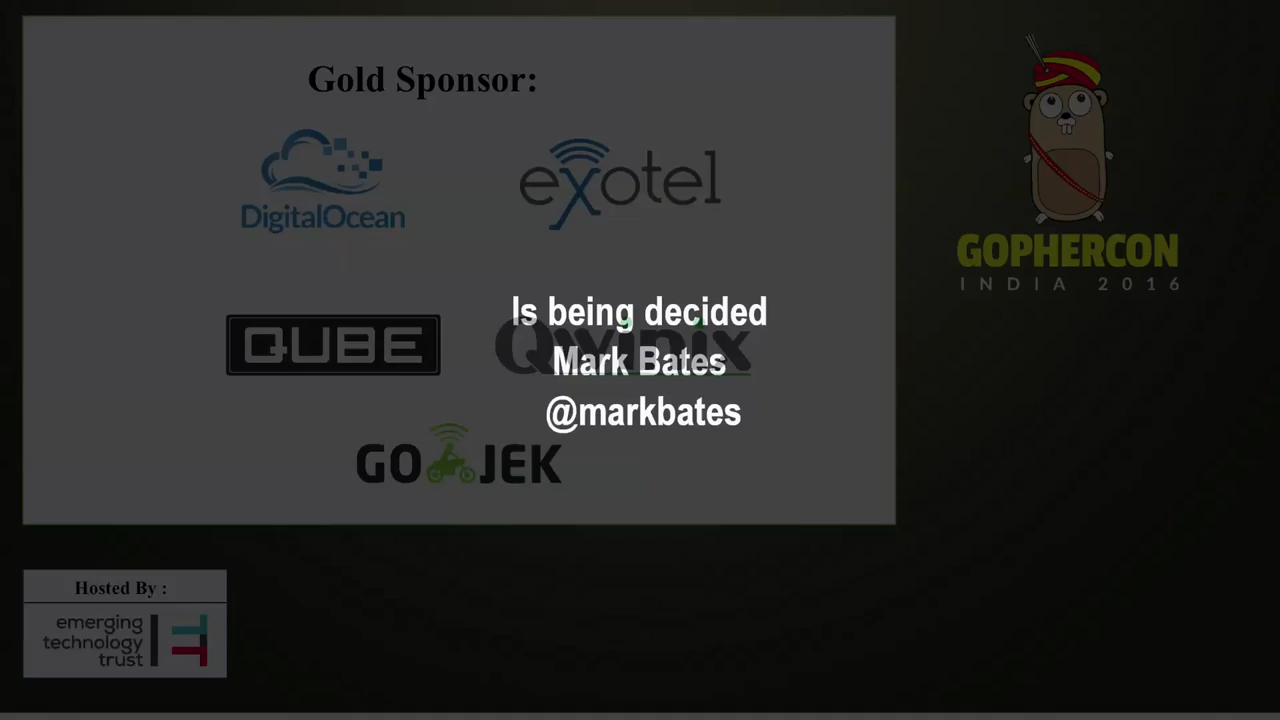 Gold Sponsor:
DigitalOcean
exotel
GOPHERCON
INDIA 2016
Is being decided
QUBE
Qwinix
Mark Bates
@markbates
GO JEK
Hosted By :
emerging
technology
trust